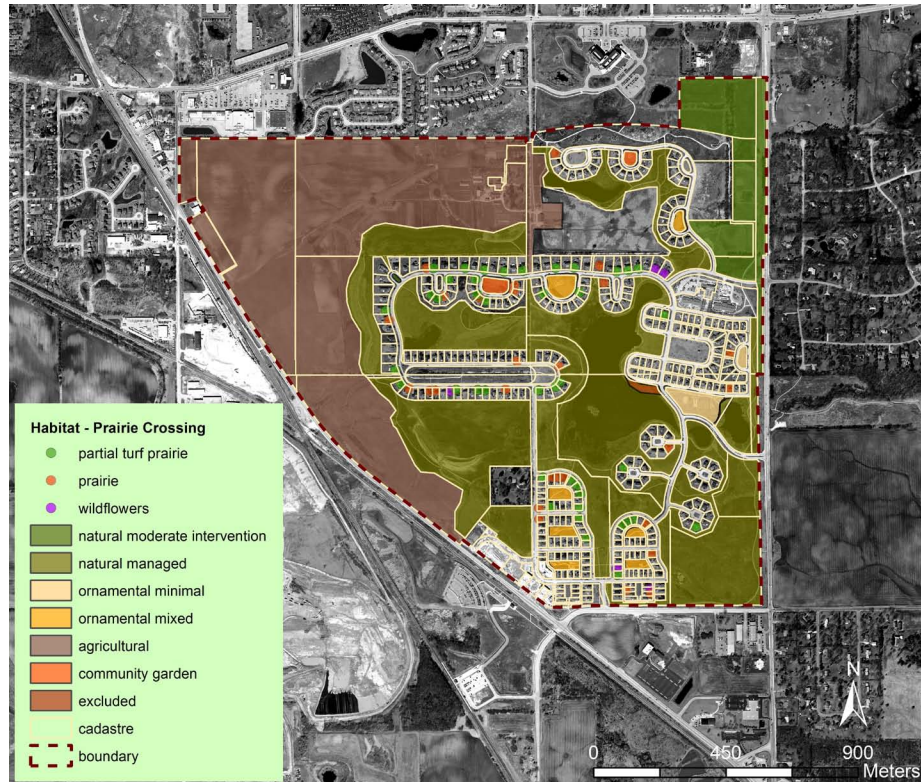 Habitat - Prairie Crossing
partial turf prairie
prairie
wildflowers
natural moderate intervention
natural managed
ornamental minimal
ornamental mixed
agricultural
community garden
excluded
cadastre
boundary
N
0 450 900
Meters